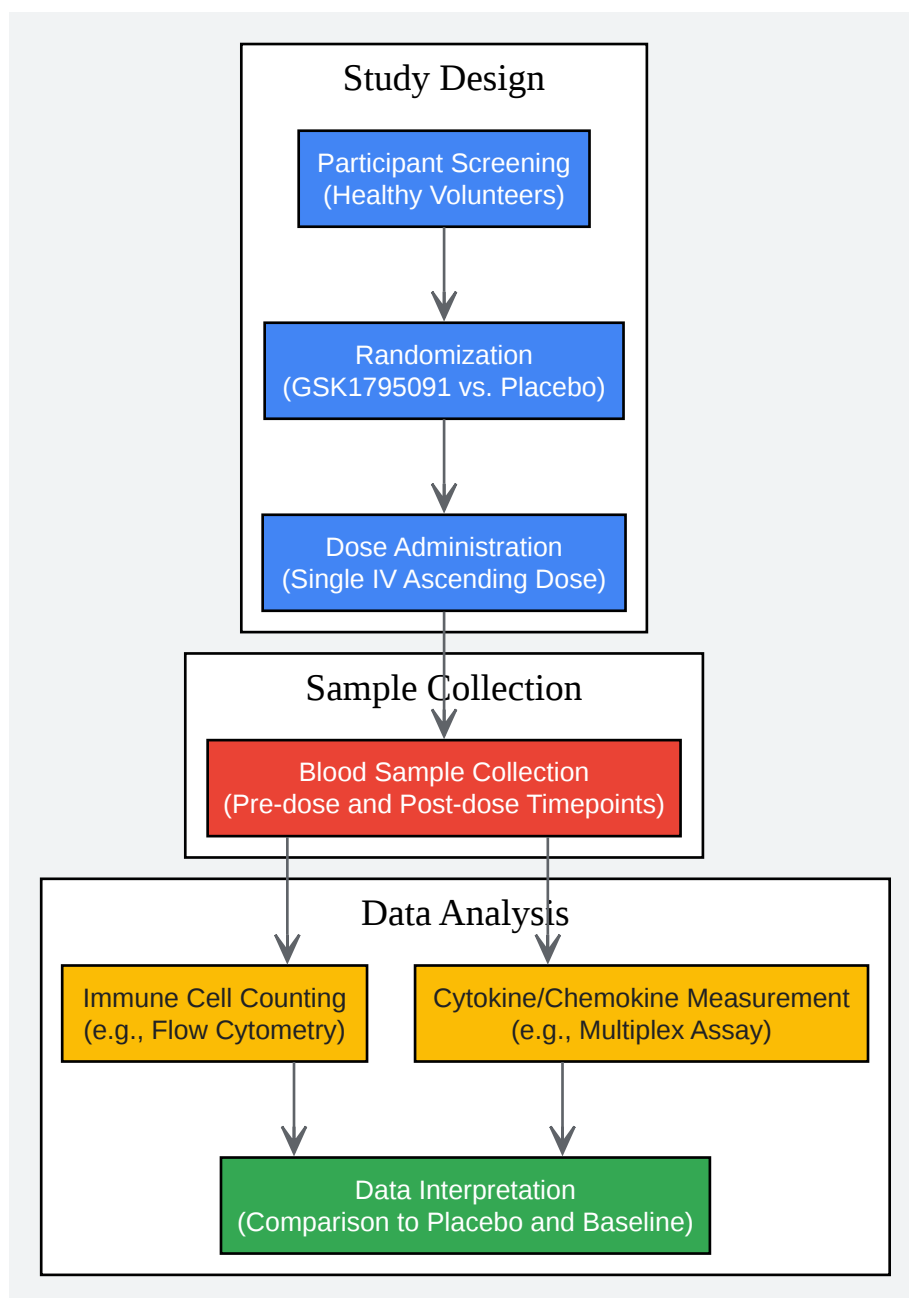 Study Design
Participant Screening
(Healthy Volunteers)
Randomization
(GSK1795091 vs. Placebo)
Dose Administration
(Single IV Ascending Dose)
Sample Collection
Blood Sample Collection
(Pre-dose and Post-dose Timepoints)
Data Analysis
Immune Cell Counting
(e.g., Flow Cytometry)
Cytokine/Chemokine Measurement
(e.g., Multiplex Assay)
Data Interpretation
(Comparison to Placebo and Baseline)